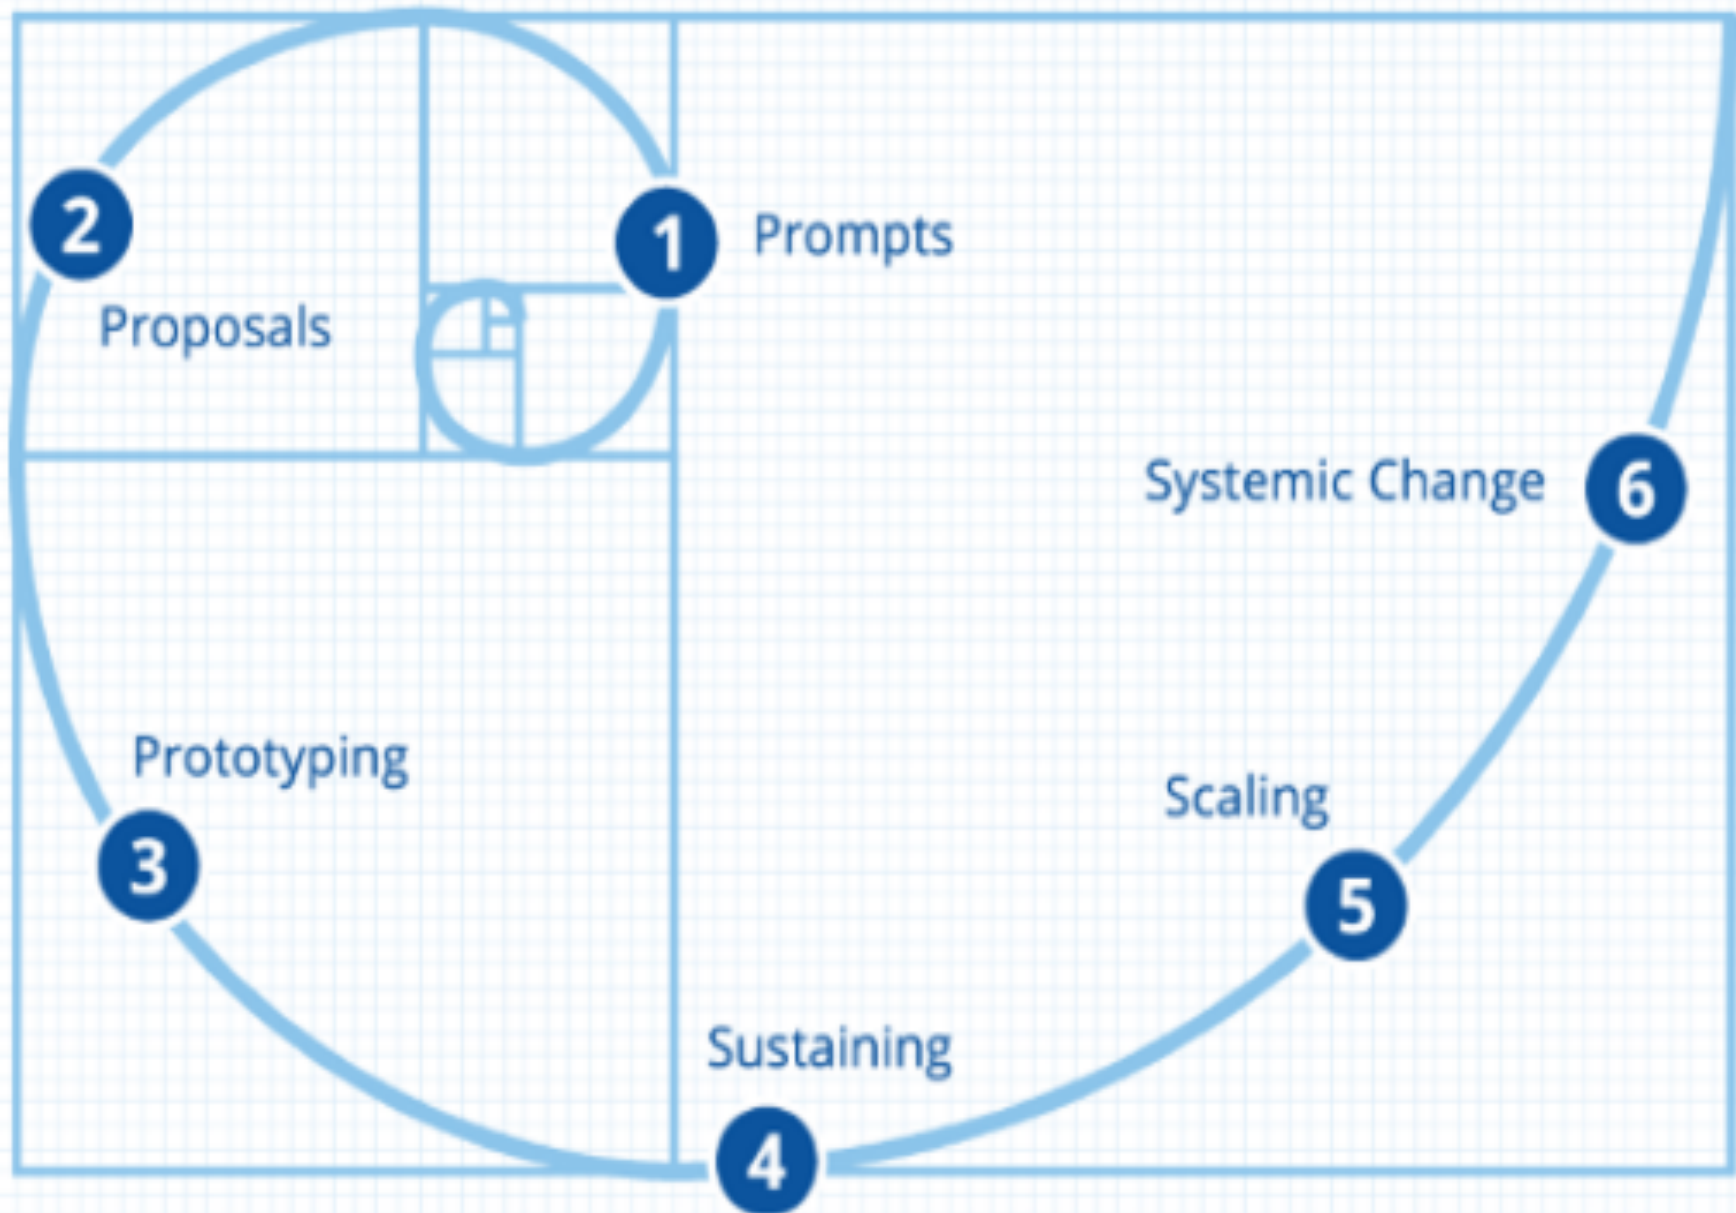 1 Prompts
2
Proposals
Prototyping
3
Sustaining
4
Scaling
5
Systemic Change 6